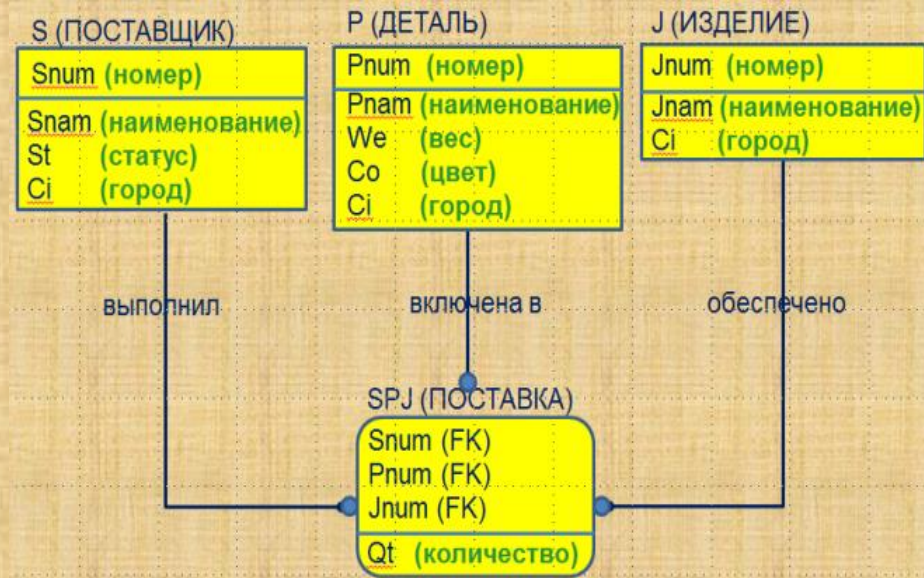 S (ПОСТАВЩИК)
Snum (номер)
Snam (наименование)
St (статус)
Ci (город)
P (ДЕТАЛЬ)
Pnum (номер)
Pnam (наименование)
We (вес)
Co (цвет)
Ci (город)
J (ИЗДЕЛИЕ)
Jnum (номер)
Jnam (наименование)
Ci (город)
выполнил
включена в
обеспечено
SPJ (ПОСТАВКА)
Snum (FK)
Pnum (FK)
Jnum (FK)
Qt (количество)